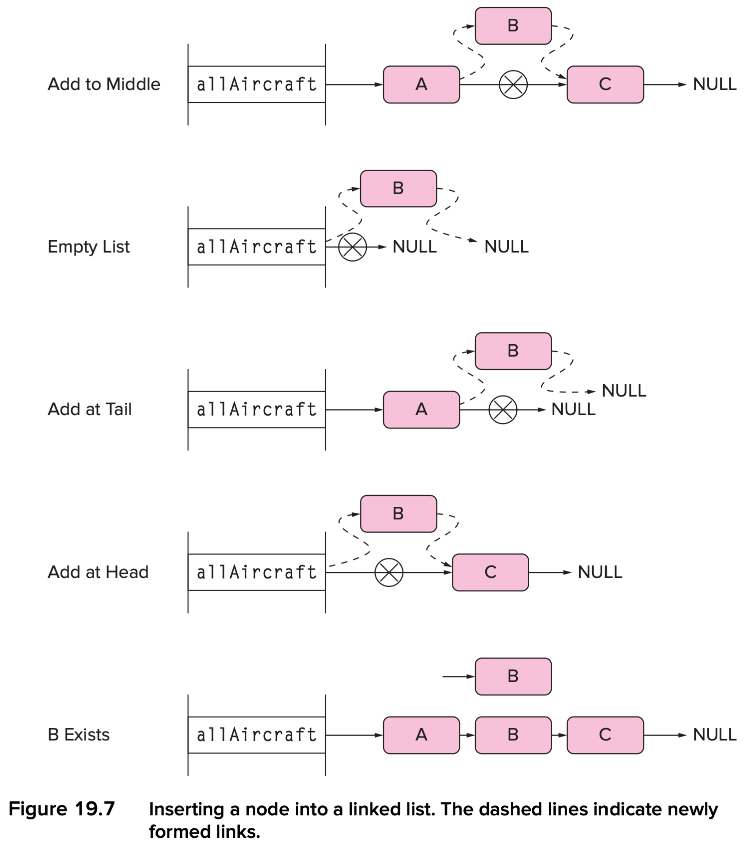 B
Add to Middle allAircraft A C NULL
B
Empty List allAircraft NULL NULL
B
NULL
Add at Tail allAircraft A NULL
B
Add at Head allAircraft C NULL
B
B Exists allAircraft A B C NULL
Figure 19.7 Inserting a node into a linked list. The dashed lines indicate newly
formed links.